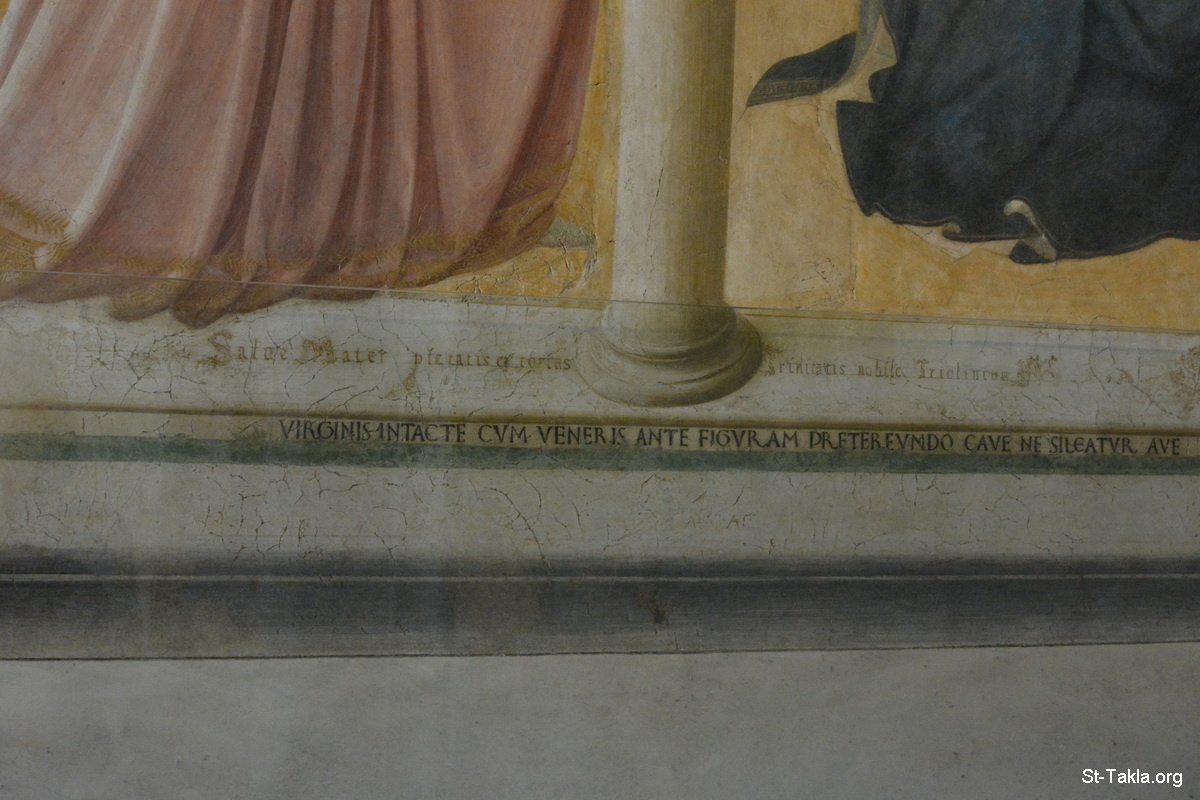 Salve Mater pietatis et totius Trinitatis nobile Triclinium
VIRGINIS INTACTE CVM VENERIS ANTE FIGVRAM PRETEREVNDO CAVE NE SILEATVR AVE
St-Takla.org